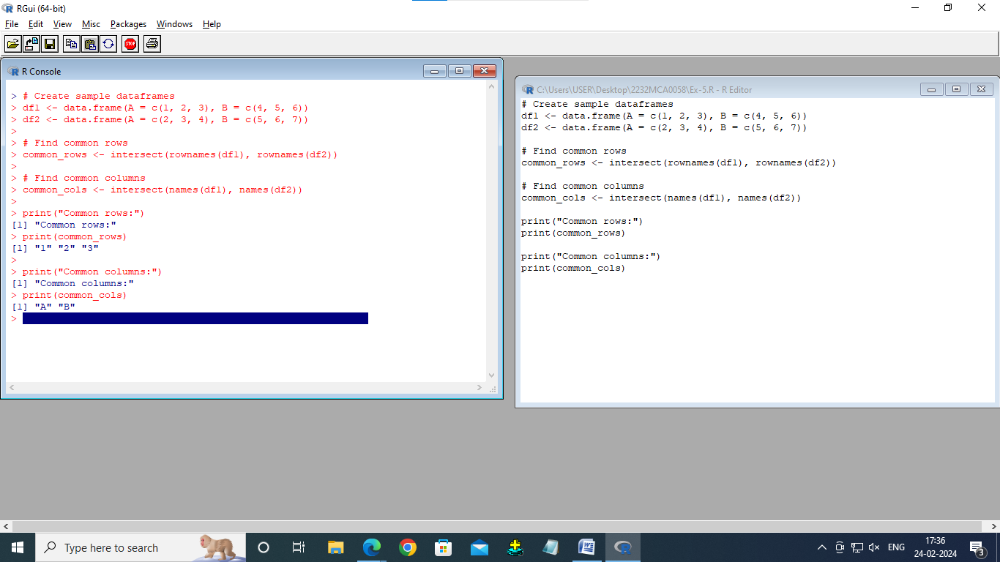 RGui (64-bit)
File Edit View Misc Packages Windows Help
STOP
R Console
> # Create sample dataframes
> df1 <- data.frame(A = c(1, 2, 3), B = c(4, 5, 6))
> df2 <- data.frame(A = c(2, 3, 4), B = c(5, 6, 7))
>
> # Find common rows
> common_rows <- intersect(rownames(df1), rownames(df2))
>
> # Find common columns
> common_cols <- intersect(names(df1), names(df2))
>
> print("Common rows:")
[1] "Common rows:"
> print(common_rows)
[1] "1" "2" "3"
>
> print("Common columns:")
[1] "Common columns:"
> print(common_cols)
[1] "A" "B"
>
C:\Users\USER\Desktop\2232MCA0058\Ex-5.R - R Editor
# Create sample dataframes
df1 <- data.frame(A = c(1, 2, 3), B = c(4, 5, 6))
df2 <- data.frame(A = c(2, 3, 4), B = c(5, 6, 7))
# Find common rows
common_rows <- intersect(rownames(df1), rownames(df2))
# Find common columns
common_cols <- intersect(names(df1), names(df2))
print("Common rows:")
print(common_rows)
print("Common columns:")
print(common_cols)
Type here to search
ENG
17:36
24-02-2024
3